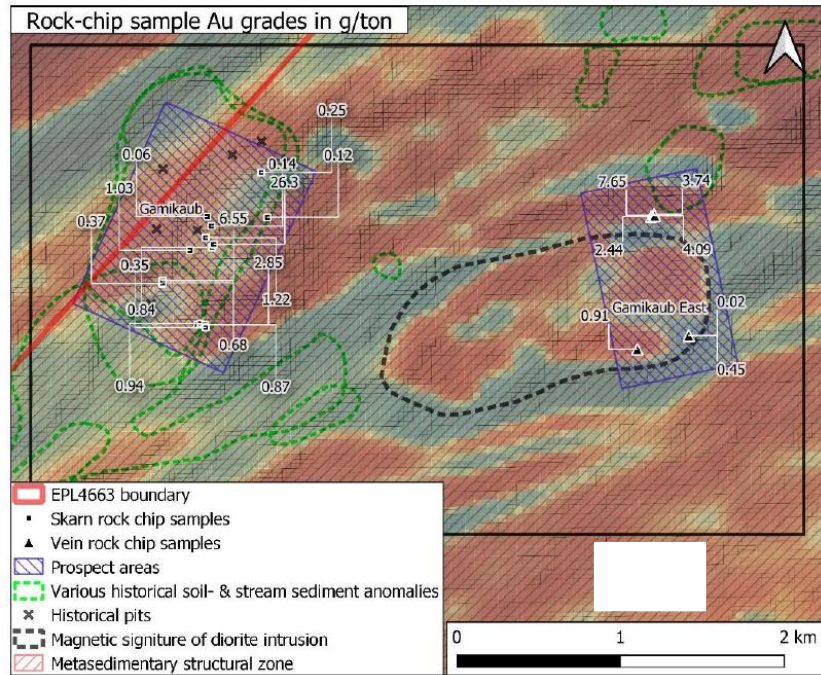 Rock-chip sample Au grades in g/ton
0.25
0.06
0.14
0.12
1.03
26.3
7.65
3.74
Gamikaub
0.37
6.55
0.35
2.85
2.44
4.09
0.84
1.22
0.02
Gamikaub East
0.91
0.68
0.45
0.94
0.87
EPL4663 boundary
Skarn rock chip samples
Vein rock chip samples
Prospect areas
Various historical soil- & stream sediment anomalies
Historical pits
Magnetic signiture of diorite intrusion
Metasedimentary structural zone
0 1 2 km